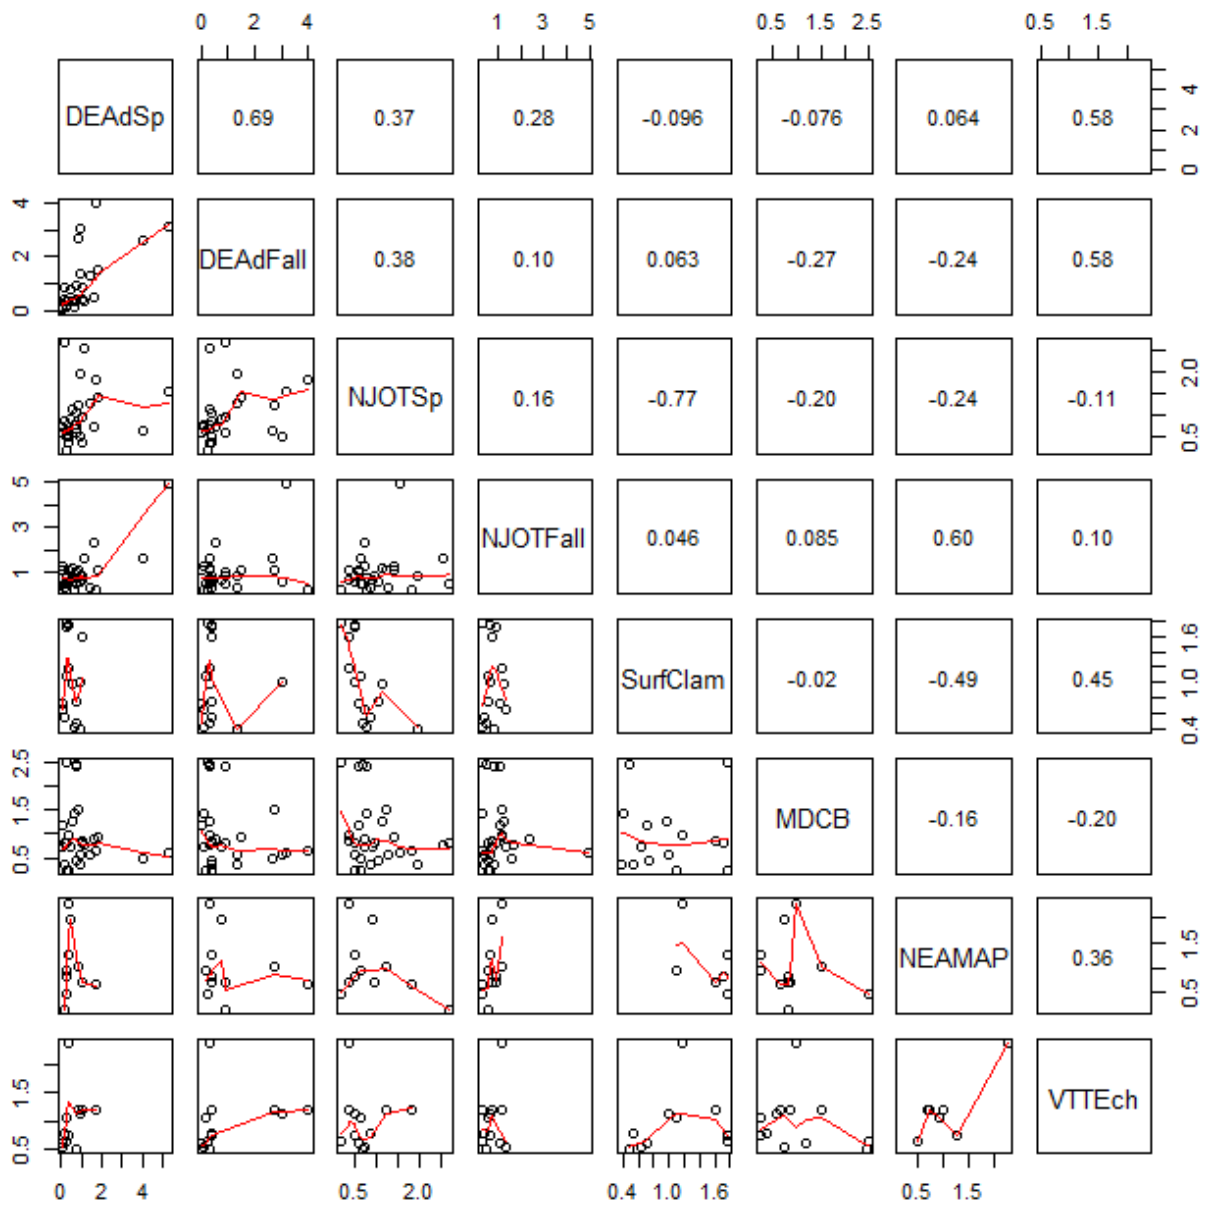 0 2 4 1 3 5 0.5 1.5 2.5 0.5 1.5
DEAdSp 0.69 0.37 0.28 -0.096 -0.076 0.064 0.58
0 2 4
DEAdFall 0.38 0.10 0.063 -0.27 -0.24 0.58
0 2 4
NJOTSp 0.16 -0.77 -0.20 -0.24 -0.11
0.5 2.0
NJOTFall 0.046 0.085 0.60 0.10
1 3 5
SurfClam -0.02 -0.49 0.45
0.4 1.0 1.6
MDCB -0.16 -0.20
0.5 1.5 2.5
NEAMAP 0.36
0.5 1.5
VTTEch
0.5 1.5
0 2 4 0.5 2.0 0.4 1.0 1.6 0.5 1.5